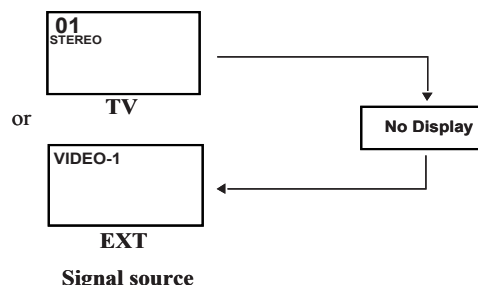 01
STEREO
TV
or
No Display
VIDEO-1
EXT
Signal source